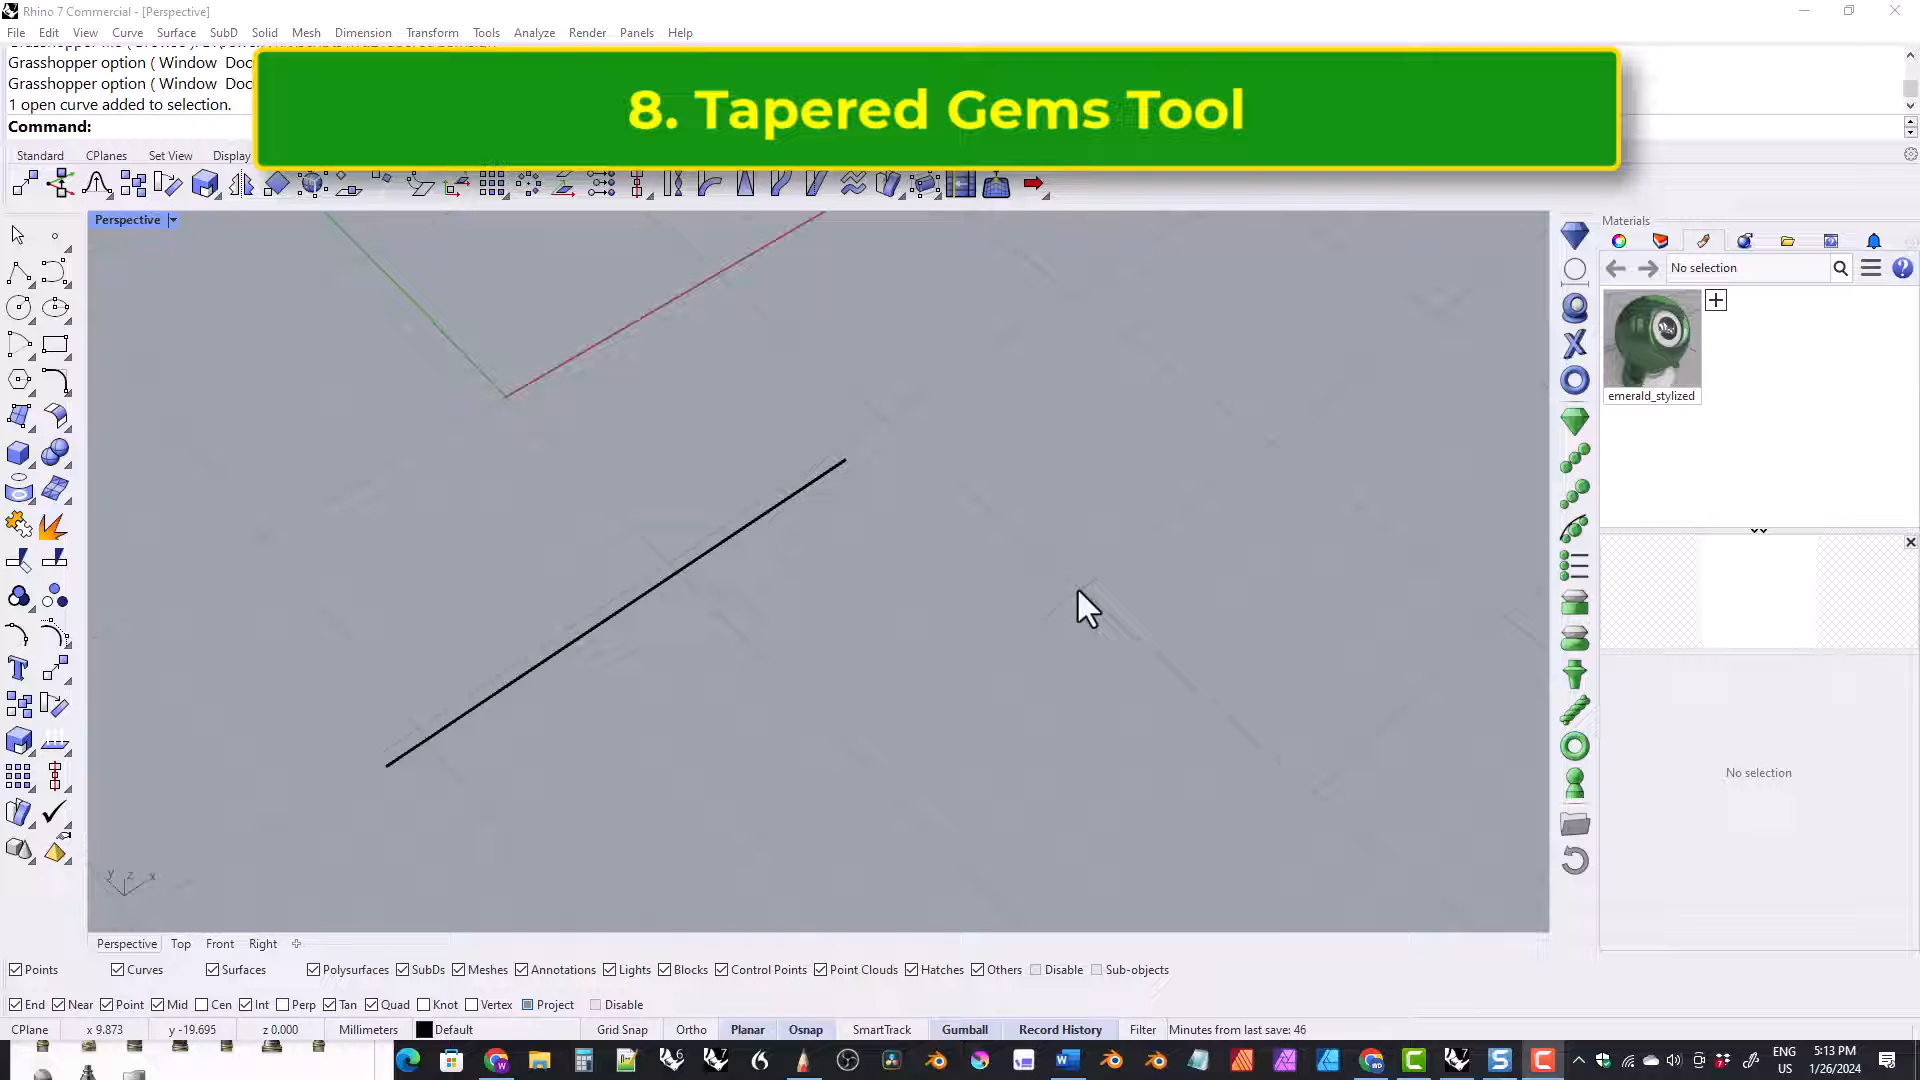 Rhino 7 Commercial - [Perspective]
File Edit View Curve Surface SubD Solid Mesh Dimension Transform Tools Analyze Render Panels Help
Grasshopper option ( Window Doc
Grasshopper option ( Window Doc
1 open curve added to selection.
Command:
8. Tapered Gems Tool
Standard CPlanes Set View Display
Perspective
Materials
No selection
emerald_stylized
No selection
y z x
Perspective Top Front Right
Points Curves Surfaces Polysurfaces SubDs Meshes Annotations Lights Blocks Control Points Point Clouds Hatches Others Disable Sub-objects
End Near Point Mid Cen Int Perp Tan Quad Knot Vertex Project Disable
CPlane x 9.873 y -19.695 z 0.000 Millimeters Default Grid Snap Ortho Planar Osnap SmartTrack Gumball Record History Filter Minutes from last save: 46
ENG 5:13 PM
US 1/26/2024